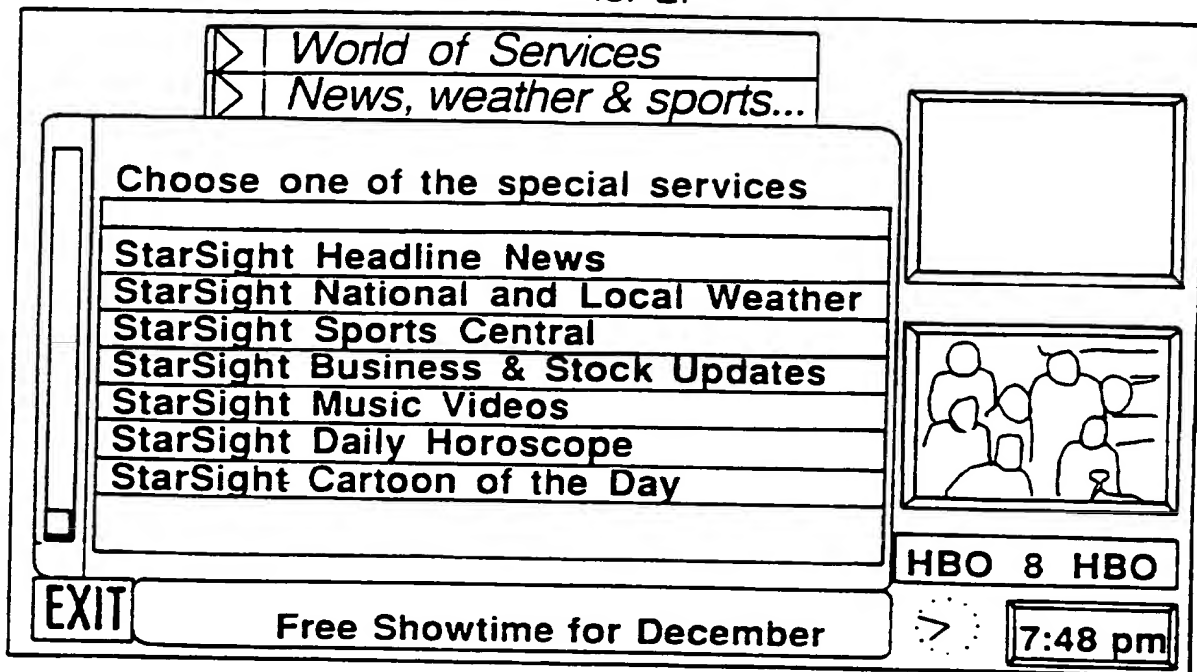 World of Services
News, weather & sports...
Choose one of the special services
StarSight Headline News
StarSight National and Local Weather
StarSight Sports Central
StarSight Business & Stock Updates
StarSight Music Videos
StarSight Daily Horoscope
StarSight Cartoon of the Day
HBO 8 HBO
EXIT
Free Showtime for December
7:48 pm